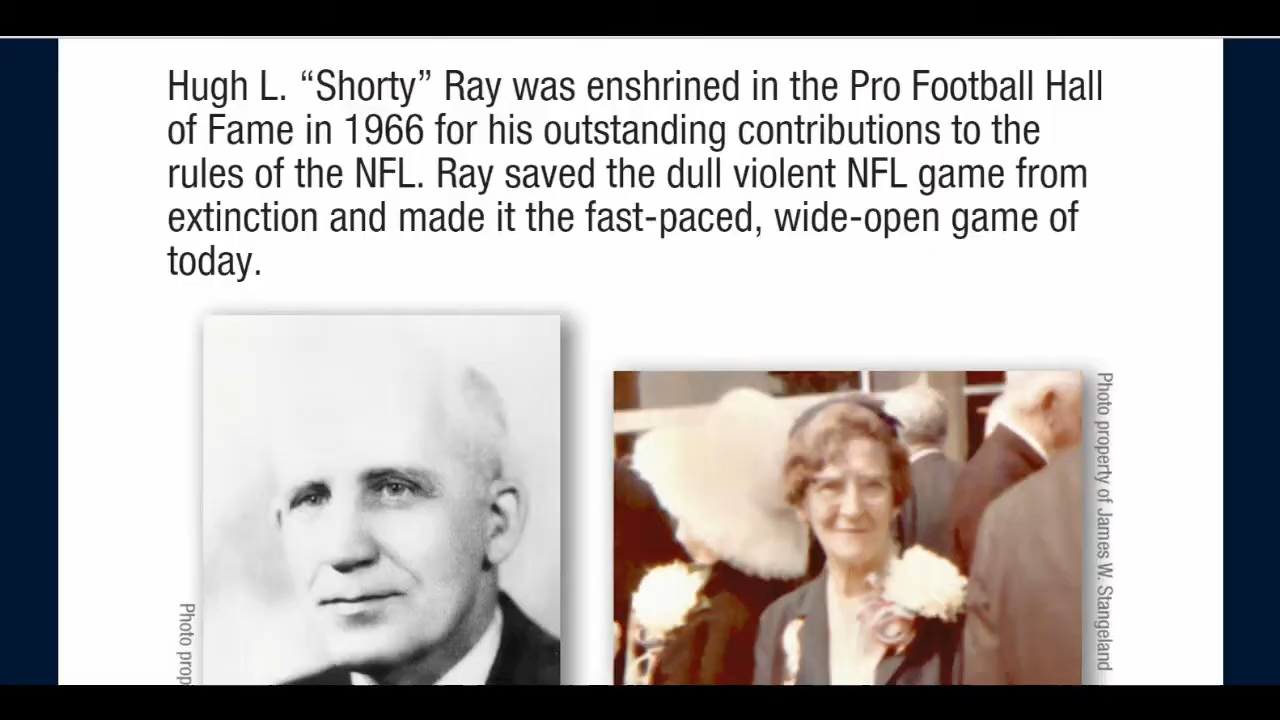 Hugh L. “Shorty” Ray was enshrined in the Pro Football Hall
of Fame in 1966 for his outstanding contributions to the
rules of the NFL. Ray saved the dull violent NFL game from
extinction and made it the fast-paced, wide-open game of
today.
Photo prop
Photo property of James W. Stangeland